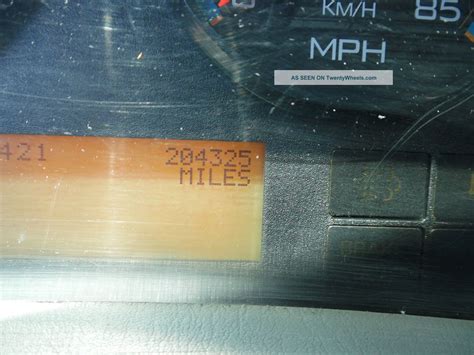 KM/H
85
MPH
AS SEEN ON TwentyWheels.com
421 204325
MILES